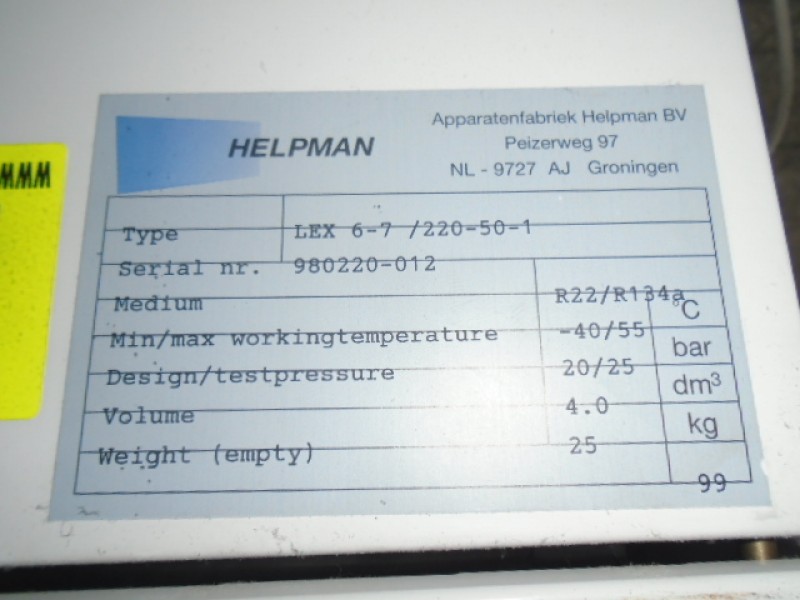 MMM
HELPMAN
Apparatenfabriek Helpman BV
Peizerweg 97
NL - 9727 AJ Groningen
Type LEX 6-7 /220-50-1
Serial nr. 980220-012
Medium R22/R134a
Min/max workingtemperature -40/55 °C
Design/testpressure 20/25 bar
Volume 4.0 dm³
Weight (empty) 25 kg
99